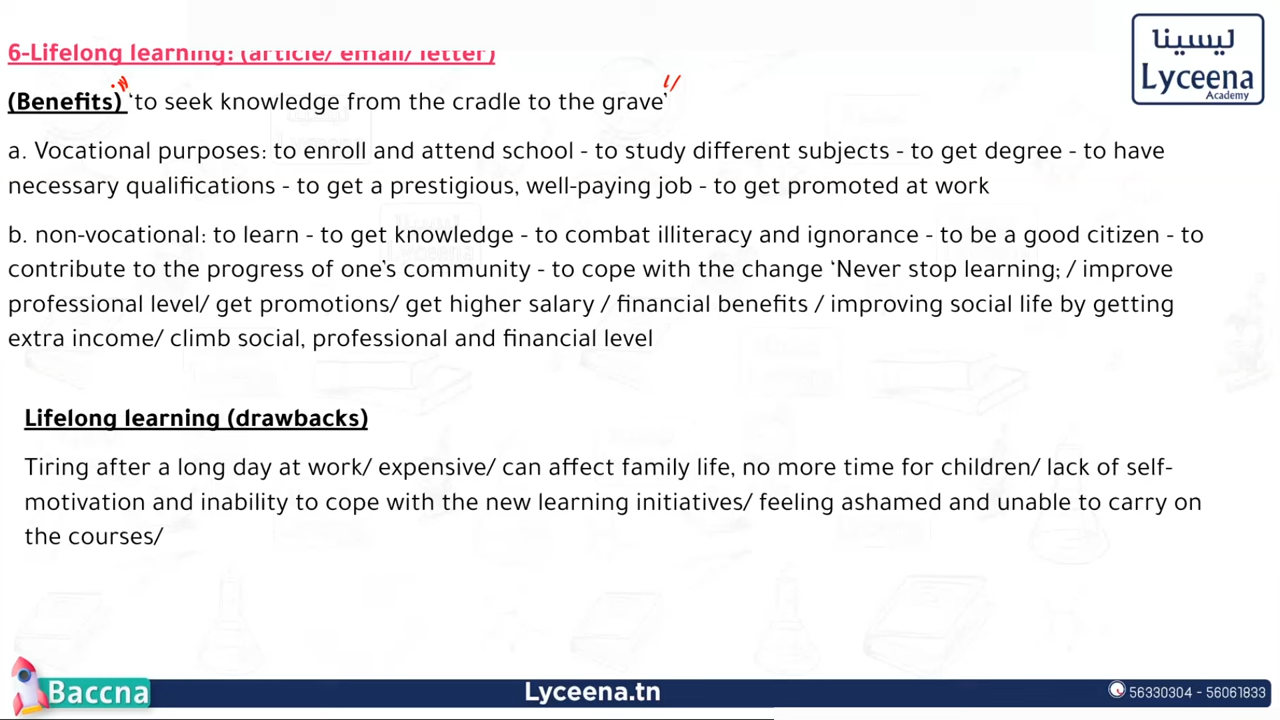 6-Lifelong learning: (article/ email/ letter)
ليسينا
Lyceena
Academy
(Benefits) ‘to seek knowledge from the cradle to the grave’
a. Vocational purposes: to enroll and attend school - to study different subjects - to get degree - to have
necessary qualifications - to get a prestigious, well-paying job - to get promoted at work
b. non-vocational: to learn - to get knowledge - to combat illiteracy and ignorance - to be a good citizen - to
contribute to the progress of one’s community - to cope with the change ‘Never stop learning; / improve
professional level/ get promotions/ get higher salary / financial benefits / improving social life by getting
extra income/ climb social, professional and financial level
Lifelong learning (drawbacks)
Tiring after a long day at work/ expensive/ can affect family life, no more time for children/ lack of self-
motivation and inability to cope with the new learning initiatives/ feeling ashamed and unable to carry on
the courses/
Baccna
Lyceena.tn
56330304 - 56061833